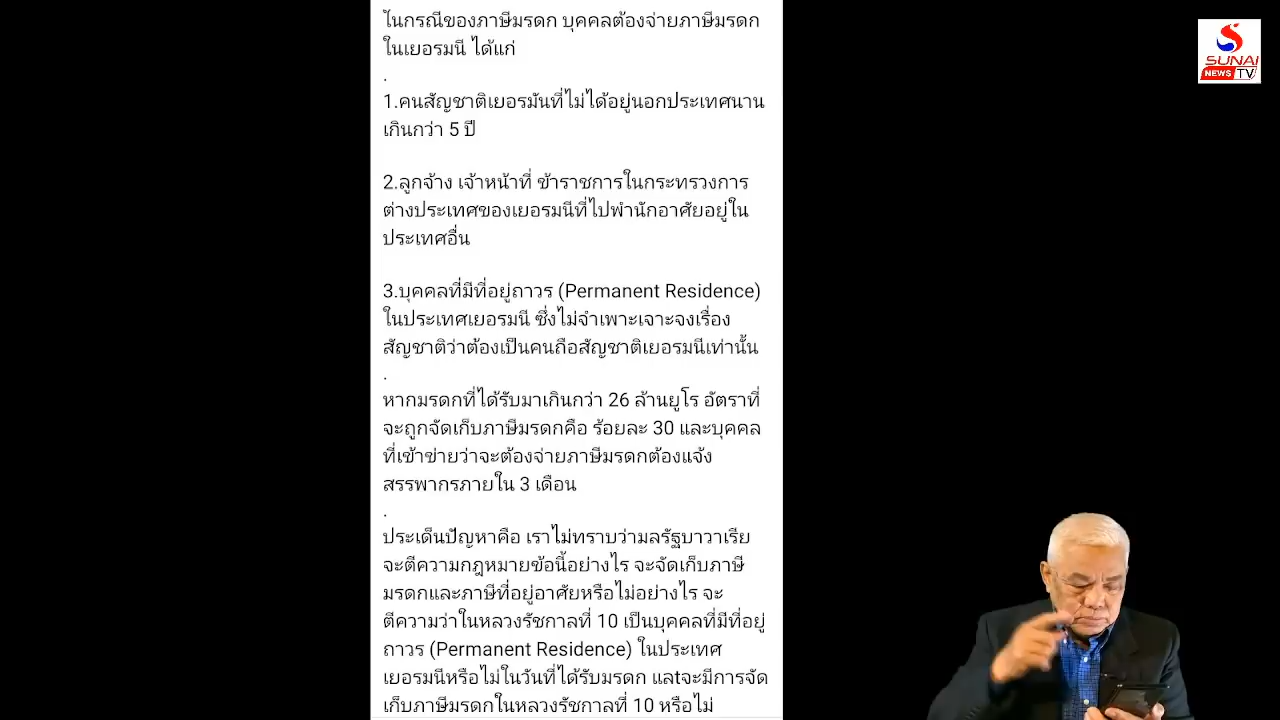 ในกรณีของภาษีมรดก บุคคลต้องจ่ายภาษีมรดก
ในเยอรมนี ได้แก่
.
1.คนสัญชาติเยอรมันที่ไม่ได้อยู่นอกประเทศนาน
เกินกว่า 5 ปี
2.ลูกจ้าง เจ้าหน้าที่ ข้าราชการในกระทรวงการ
ต่างประเทศของเยอรมนีที่ไปพำนักอาศัยอยู่ใน
ประเทศอื่น
3.บุคคลที่มีที่อยู่ถาวร (Permanent Residence)
ในประเทศเยอรมนี ซึ่งไม่จำเพาะเจาะจงเรื่อง
สัญชาติว่าต้องเป็นคนถือสัญชาติเยอรมนีเท่านั้น
.
หากมรดกที่ได้รับมาเกินกว่า 26 ล้านยูโร อัตราที่
จะถูกจัดเก็บภาษีมรดกคือ ร้อยละ 30 และบุคคล
ที่เข้าข่ายว่าจะต้องจ่ายภาษีมรดกต้องแจ้ง
สรรพากรภายใน 3 เดือน
.
ประเด็นปัญหาคือ เราไม่ทราบว่ามลรัฐบาวาเรีย
จะตีความกฎหมายข้อนี้อย่างไร จะจัดเก็บภาษี
มรดกและภาษีที่อยู่อาศัยหรือไม่อย่างไร จะ
ตีความว่าในหลวงรัชกาลที่ 10 เป็นบุคคลที่มีที่อยู่
ถาวร (Permanent Residence) ในประเทศ
เยอรมนีหรือไม่ในวันที่ได้รับมรดก แลtจะมีการจัด
เก็บภาษีมรดกในหลวงรัชกาลที่ 10 หรือไม่
SUNAI
NEWS TV